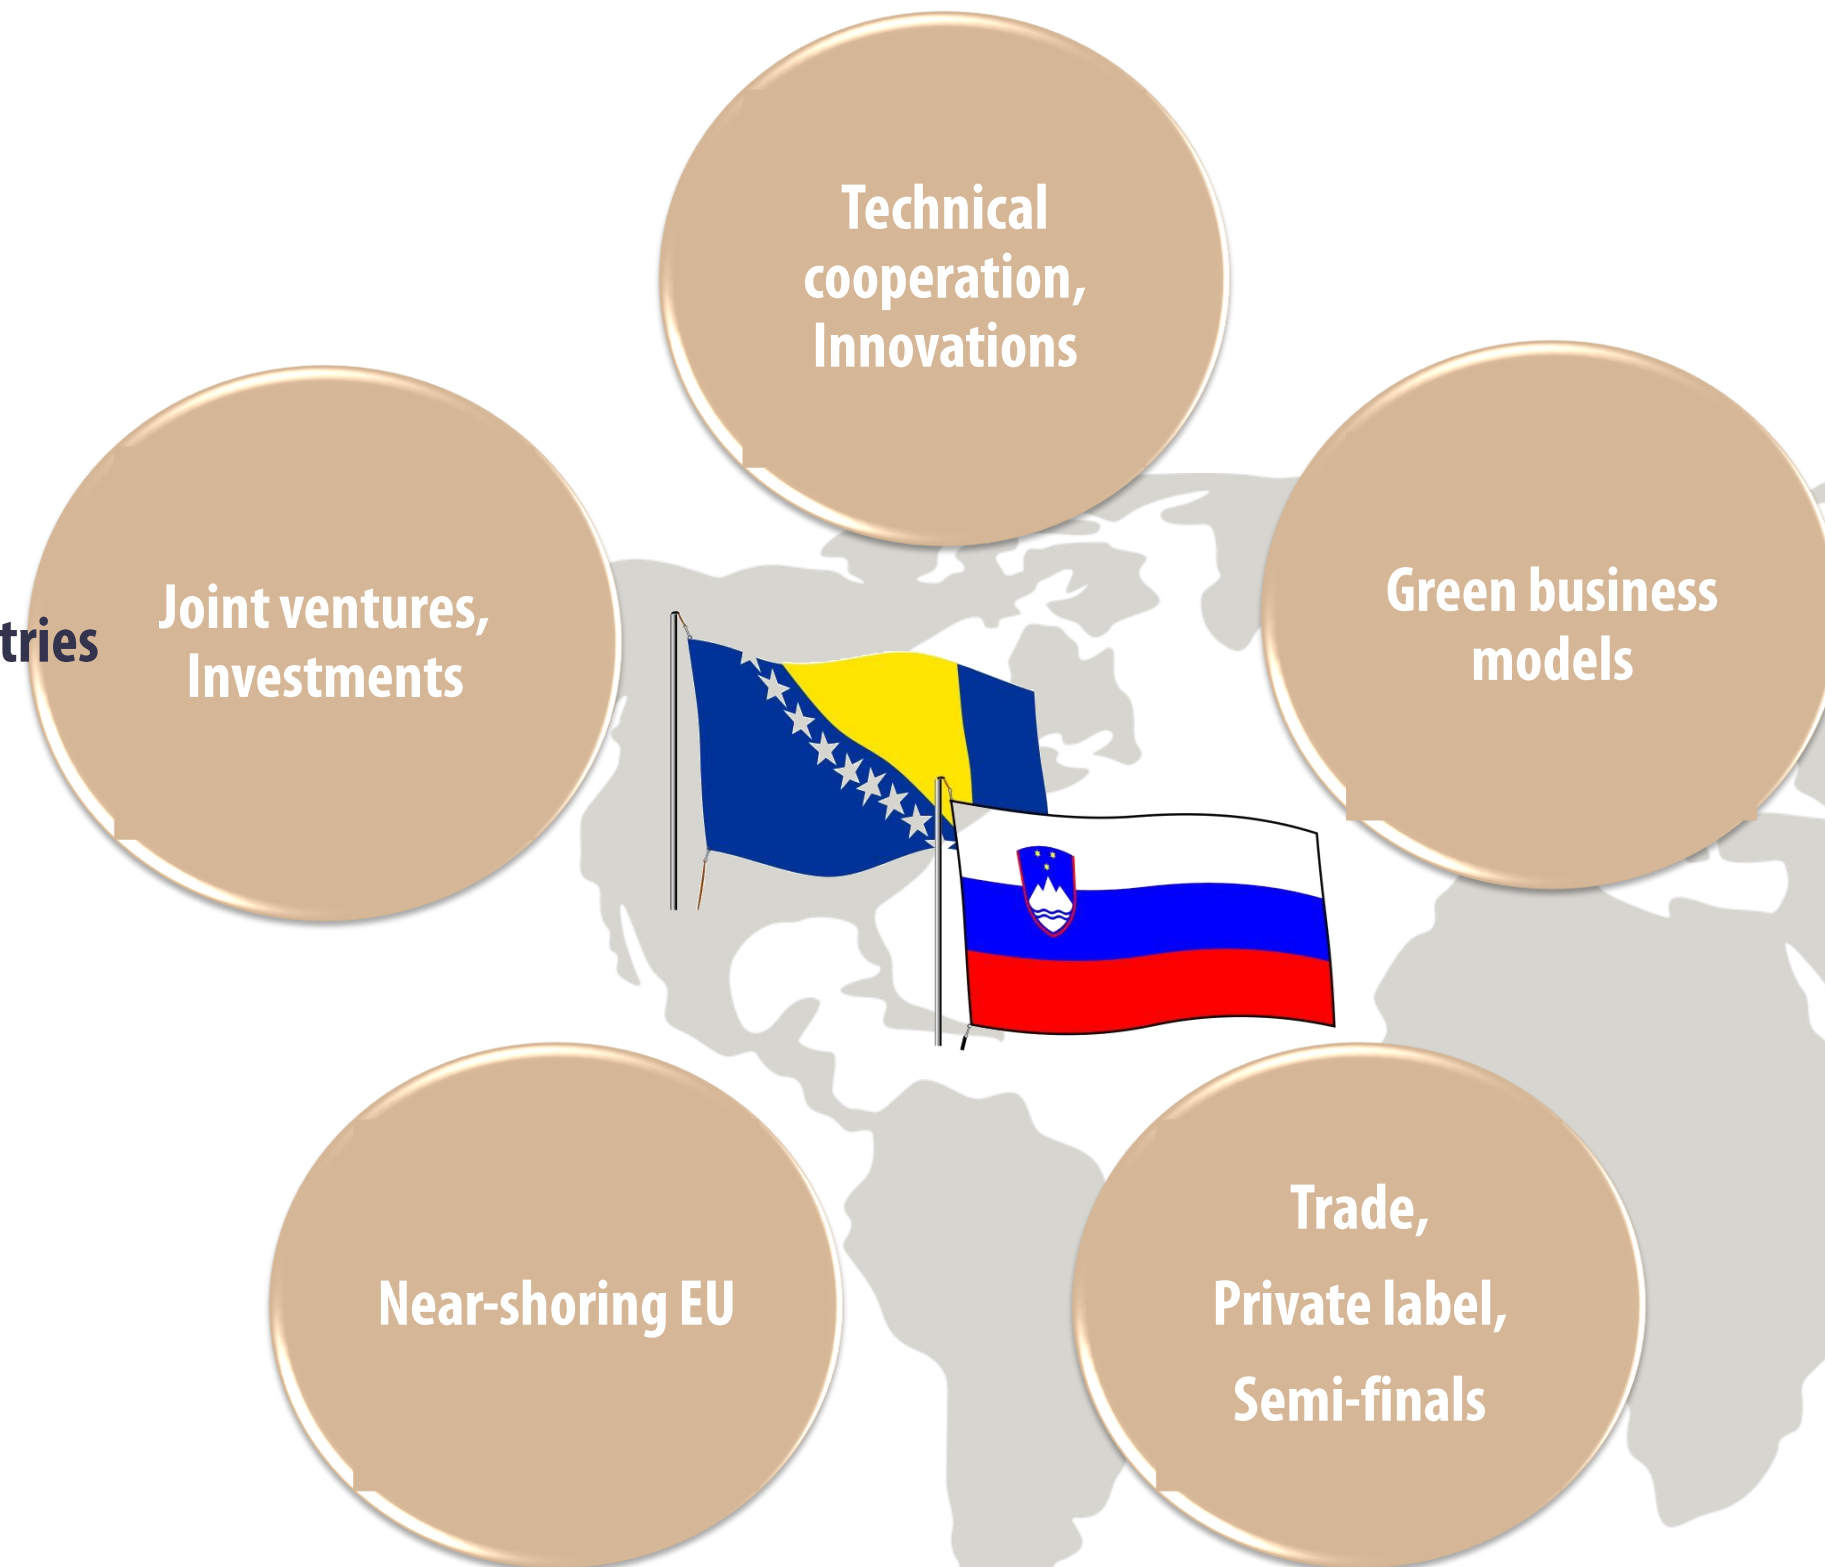 Technical
cooperation,
Innovations
Joint ventures,
Investments
tries
Green business
models
Near-shoring EU
Trade,
Private label,
Semi-finals